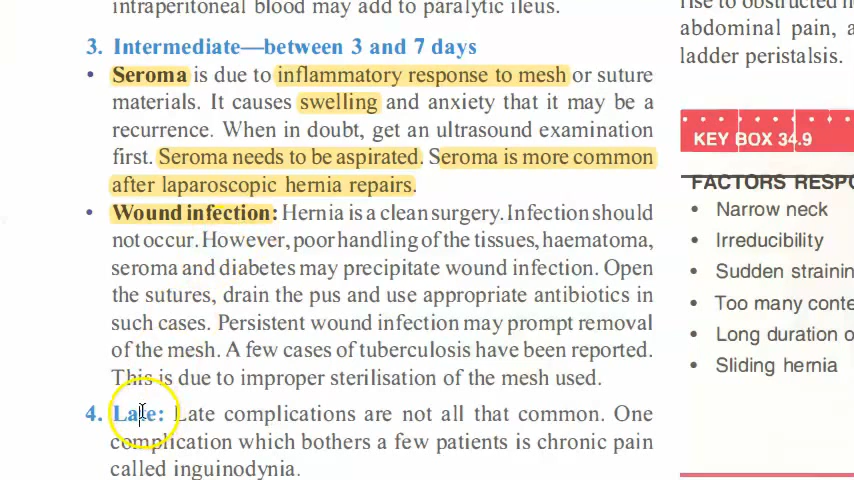 intraperitoneal blood may add to paralytic ileus.
3. Intermediate—between 3 and 7 days
• Seroma is due to inflammatory response to mesh or suture
materials. It causes swelling and anxiety that it may be a
recurrence. When in doubt, get an ultrasound examination
first. Seroma needs to be aspirated. Seroma is more common
after laparoscopic hernia repairs.
• Wound infection: Hernia is a clean surgery. Infection should
not occur. However, poor handling of the tissues, haematoma,
seroma and diabetes may precipitate wound infection. Open
the sutures, drain the pus and use appropriate antibiotics in
such cases. Persistent wound infection may prompt removal
of the mesh. A few cases of tuberculosis have been reported.
This is due to improper sterilisation of the mesh used.
4. Late: Late complications are not all that common. One
complication which bothers a few patients is chronic pain
called inguinodynia.
rise to obstructed
abdominal pain, a
ladder peristalsis.
KEY BOX 34.9
FACTORS RESP
• Narrow neck
• Irreducibility
• Sudden strainin
• Too many conte
• Long duration o
• Sliding hernia